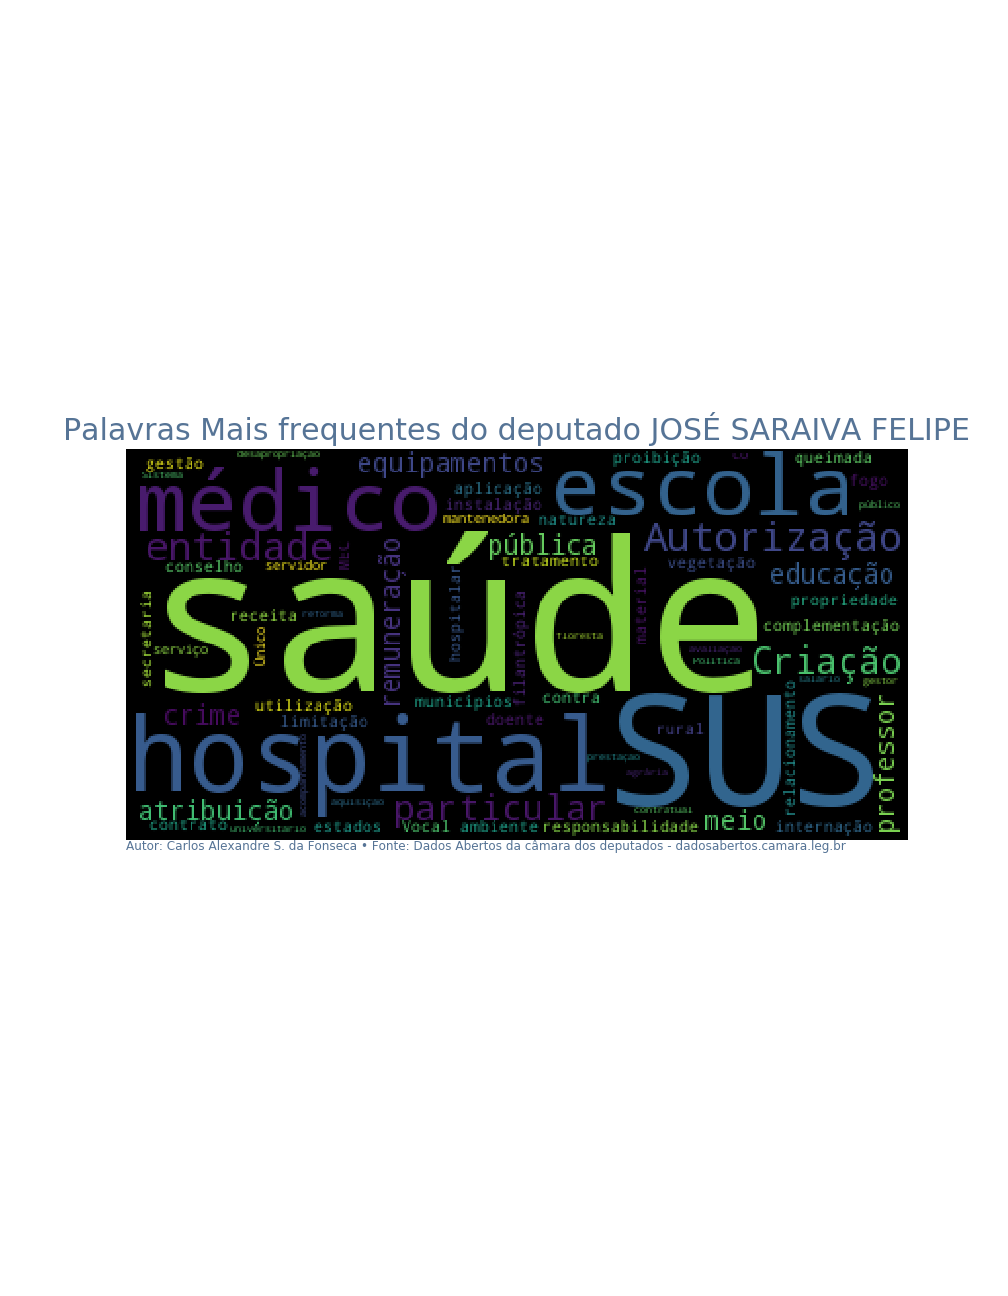 Palavras Mais frequentes do deputado JOSÉ SARAIVA FELIPE
gestão
desapropriação
equipamentos
proibição
to
queimada
sistema
médico
aplicação
escola
fogo
instalação
público
mantenedora
natureza
entidade
pública
Autorização
MEC
conselho
servidor
remuneração
tratamento
vegetação
educação
hospitalar
saúde
secretaria
filantrópica
material
propriedade
receita
reforma
complementação
Único
floresta
serviço
avaliação
Política
Criação
salário
gestor
municípios
contra
relacionamento
crime
utilização
limitação
doente
rural
professor
hospital
SUS
acompanhamento
prestação
agrária
aquisição
atribuição
particular
contratual
meio
contrato
universitário
estados
Vocal
ambiente
responsabilidade
internação
Autor: Carlos Alexandre S. da Fonseca • Fonte: Dados Abertos da câmara dos deputados - dadosabertos.camara.leg.br